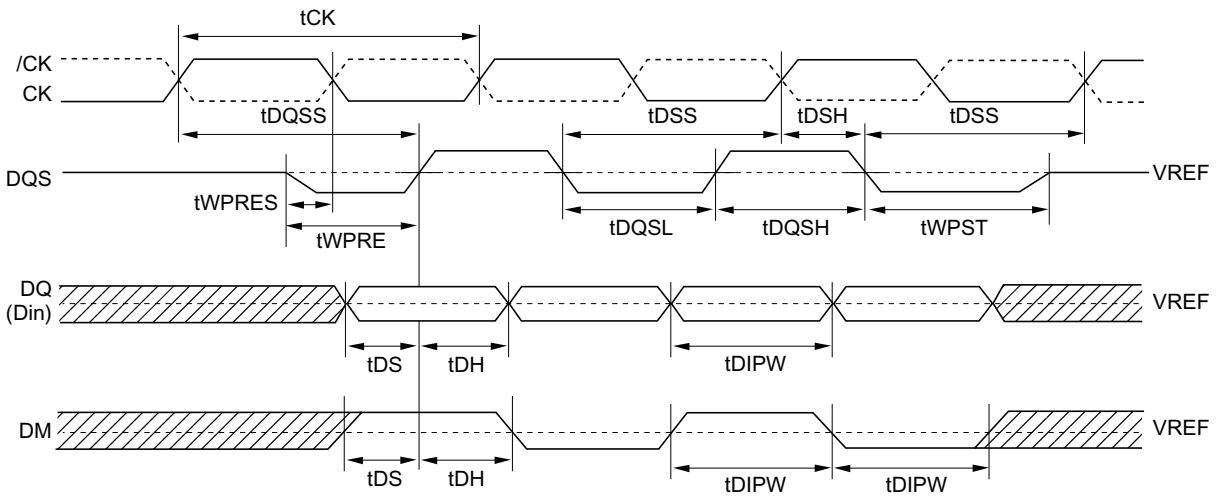 tCK
/CK
CK
tDQSS tDSS tDSH tDSS
DQS VREF
tWPRES
tWPRE tDQSL tDQSH tWPST
DQ
(Din) VREF
tDS tDH tDIPW
DM VREF
tDS tDH tDIPW tDIPW